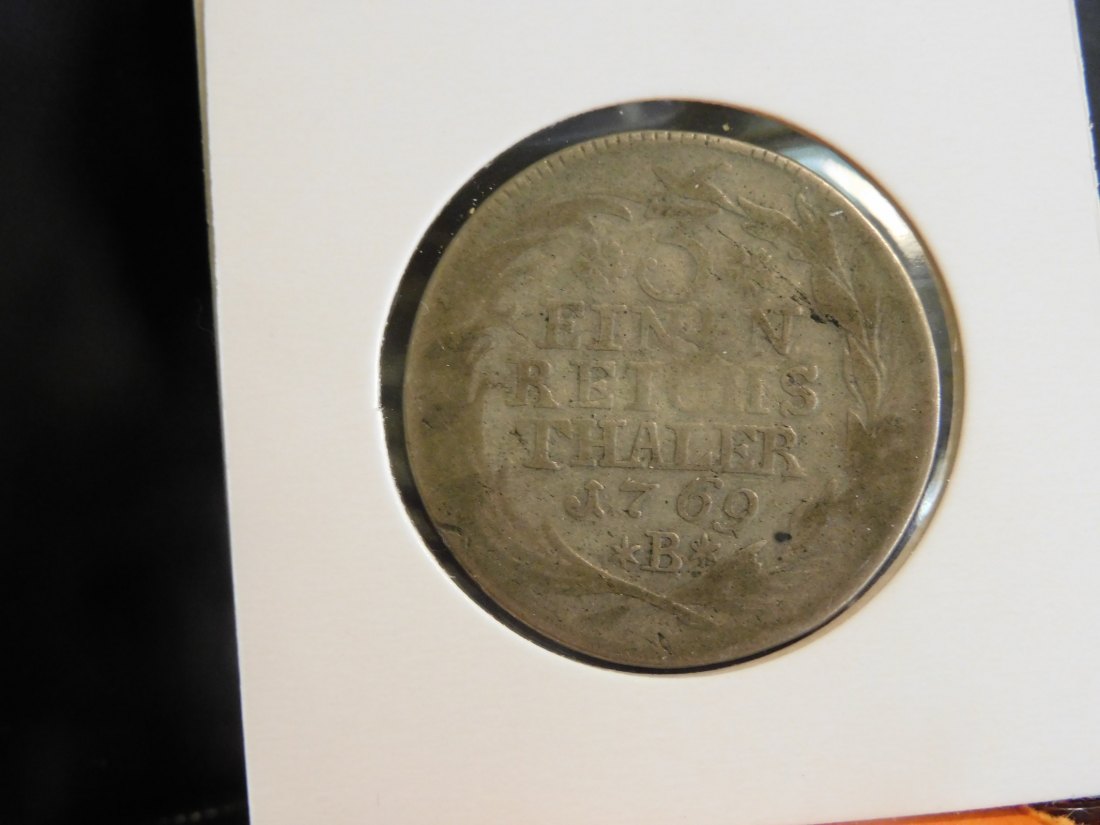 * 3 *
EINEN
REICHS
THALER
1769
*B*